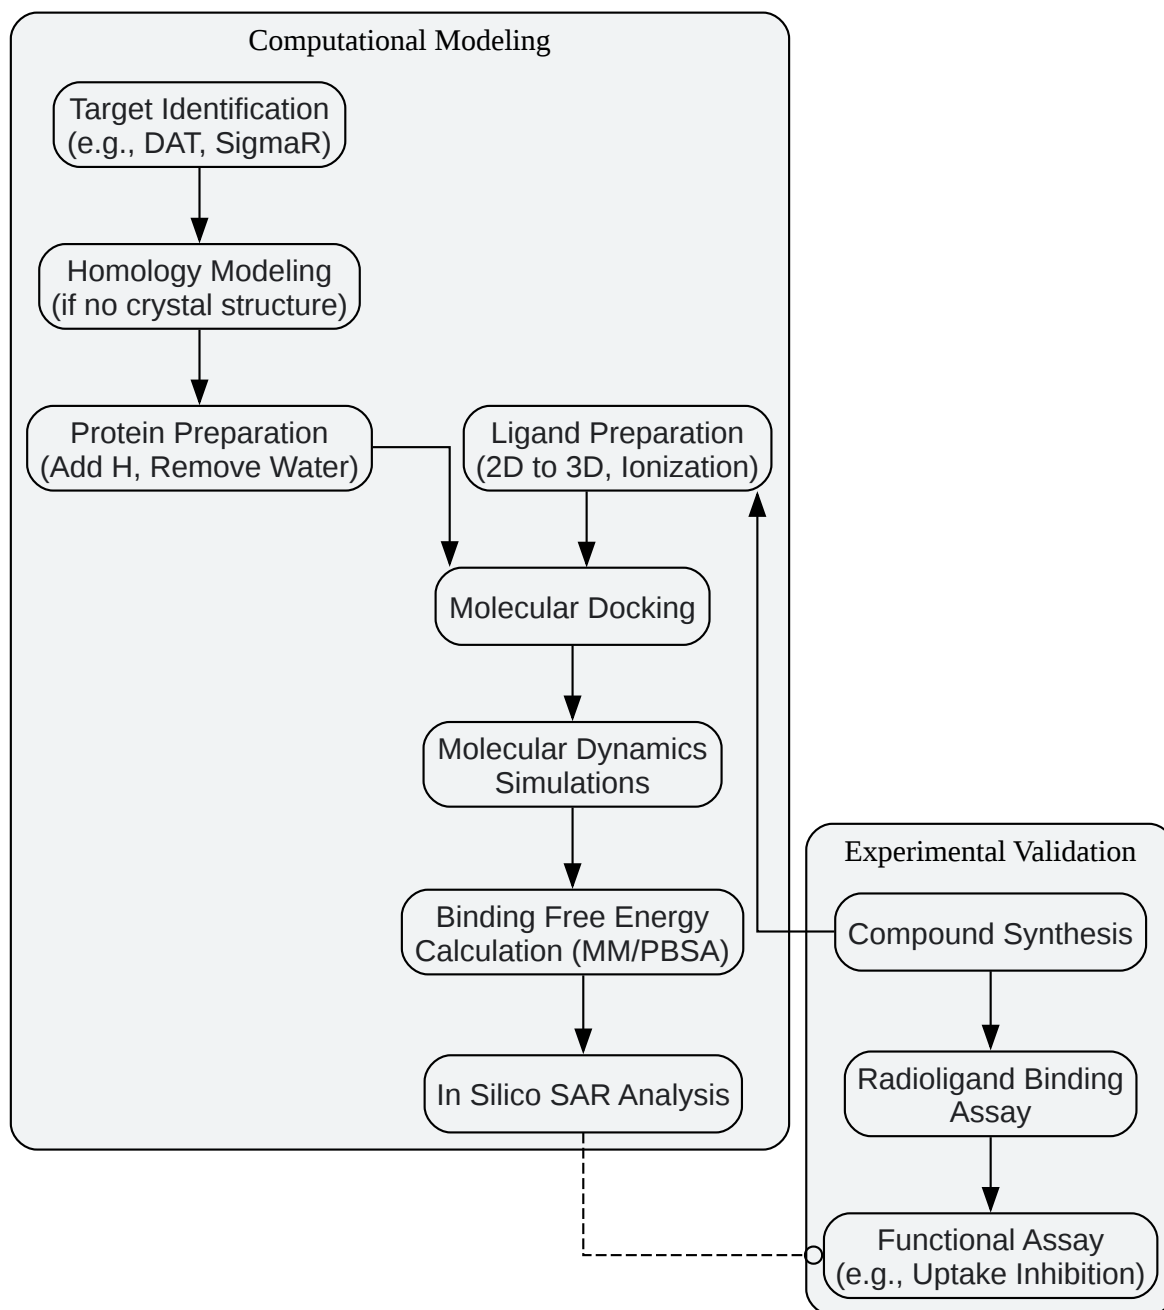 Computational Modeling
Target Identification
(e.g., DAT, SigmaR)
Homology Modeling
(if no crystal structure)
Protein Preparation
(Add H, Remove Water)
Ligand Preparation
(2D to 3D, Ionization)
Molecular Docking
Molecular Dynamics
Simulations
Binding Free Energy
Calculation (MM/PBSA)
In Silico SAR Analysis
Experimental Validation
Compound Synthesis
Radioligand Binding
Assay
Functional Assay
(e.g., Uptake Inhibition)